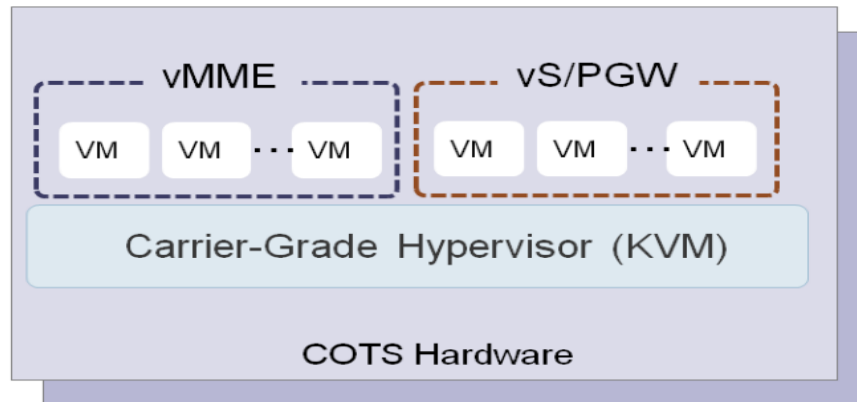 vMME vS/PGW
VM VM ... VM VM VM ... VM
Carrier-Grade Hypervisor (KVM)
COTS Hardware